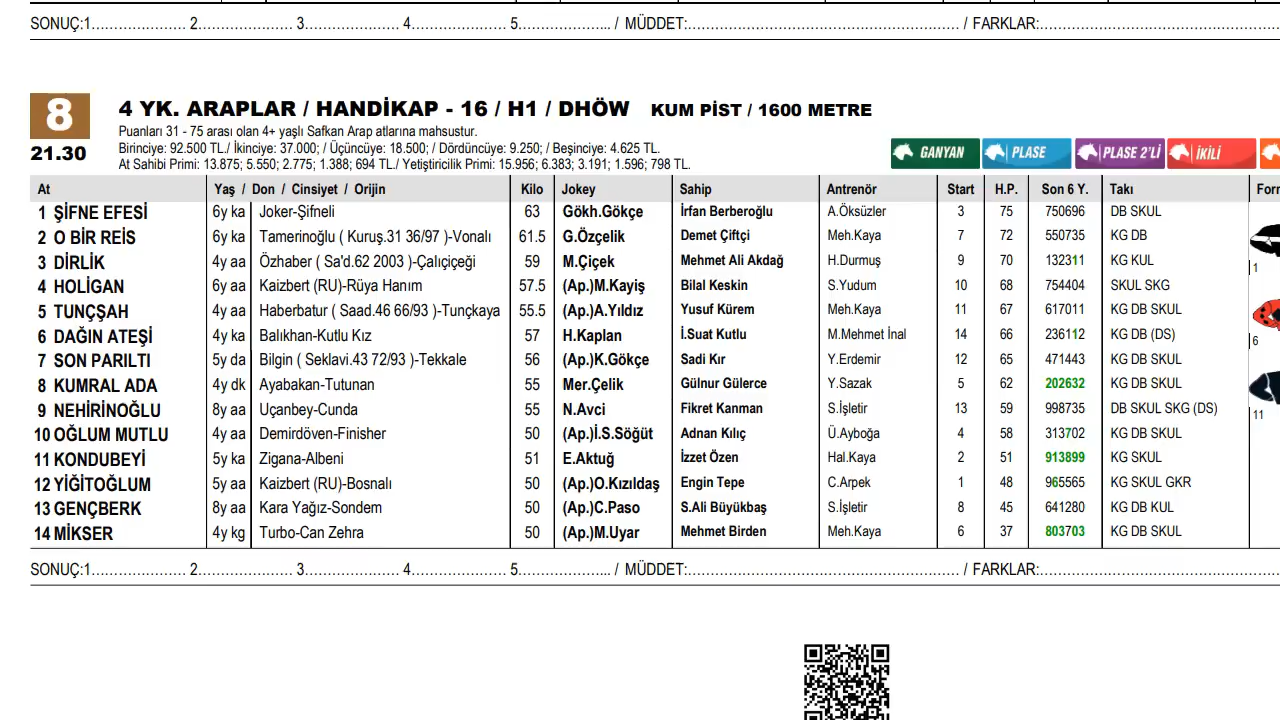 SONUÇ:1…………………… 2…………………… 3…………………… 4…………………… 5………………….. / MÜDDET:……………………………………………………… / FARKLAR:………………………………………………
8 4 YK. ARAPLAR / HANDİKAP - 16 / H1 / DHÖW KUM PİST / 1600 METRE
21.30
Puanları 31 - 75 arası olan 4+ yaşlı Safkan Arap atlarına mahsustur.
Birinciye: 92.500 TL./ İkinciye: 37.000; / Üçüncüye: 18.500; / Dördüncüye: 9.250; / Beşinciye: 4.625 TL.
At Sahibi Primi: 13.875; 5.550; 2.775; 1.388; 694 TL./ Yetiştiricilik Primi: 15.956; 6.383; 3.191; 1.596; 798 TL.
GANYAN PLASE PLASE 2'Lİ İKİLİ
At Yaş / Don / Cinsiyet / Orijin Kilo Jokey Sahip Antrenör Start H.P. Son 6 Y. Takı
1 ŞİFNE EFESİ 6y ka Joker-Şifneli 63 Gökh.Gökçe İrfan Berberoğlu A.Öksüzler 3 75 750696 DB SKUL
2 O BİR REİS 6y ka Tamerinoğlu ( Kuruş.31 36/97 )-Vonalı 61.5 G.Özçelik Demet Çiftçi Meh.Kaya 7 72 550735 KG DB
3 DİRLİK 4y aa Özhaber ( Sa'd.62 2003 )-Çalıçiçeği 59 M.Çiçek Mehmet Ali Akdağ H.Durmuş 9 70 132311 KG KUL
4 HOLİGAN 6y aa Kaizbert (RU)-Rüya Hanım 57.5 (Ap.)M.Kayiş Bilal Keskin S.Yudum 10 68 754404 SKUL SKG
5 TUNÇŞAH 4y aa Haberbatur ( Saad.46 66/93 )-Tunçkaya 55.5 (Ap.)A.Yıldız Yusuf Kürem Meh.Kaya 11 67 617011 KG DB SKUL
6 DAĞIN ATEŞİ 4y ka Balıkhan-Kutlu Kız 57 H.Kaplan İ.Suat Kutlu M.Mehmet İnal 14 66 236112 KG DB (DS)
7 SON PARILTI 5y da Bilgin ( Seklavi.43 72/93 )-Tekkale 56 (Ap.)K.Gökçe Sadi Kır Y.Erdemir 12 65 471443 KG DB SKUL
8 KUMRAL ADA 4y dk Ayabakan-Tutunan 55 Mer.Çelik Gülnur Gülerce Y.Sazak 5 62 202632 KG DB SKUL
9 NEHİRİNOĞLU 8y aa Uçanbey-Cunda 55 N.Avci Fikret Kanman S.İşletir 13 59 998735 DB SKUL SKG (DS)
10 OĞLUM MUTLU 4y aa Demirdöven-Finisher 50 (Ap.)İ.S.Söğüt Adnan Kılıç Ü.Ayboğa 4 58 313702 KG DB SKUL
11 KONDUBEYİ 5y ka Zigana-Albeni 51 E.Aktuğ İzzet Özen Hal.Kaya 2 51 913899 KG SKUL
12 YİĞİTOĞLUM 5y aa Kaizbert (RU)-Bosnalı 50 (Ap.)O.Kızıldaş Engin Tepe C.Arpek 1 48 965565 KG SKUL GKR
13 GENÇBERK 8y aa Kara Yağız-Sondem 50 (Ap.)C.Paso S.Ali Büyükbaş S.İşletir 8 45 641280 KG DB KUL
14 MİKSER 4y kg Turbo-Can Zehra 50 (Ap.)M.Uyar Mehmet Birden Meh.Kaya 6 37 803703 KG DB SKUL
1
6
11
SONUÇ:1…………………… 2…………………… 3…………………… 4…………………… 5………………….. / MÜDDET:……………………………………………………… / FARKLAR:………………………………………………